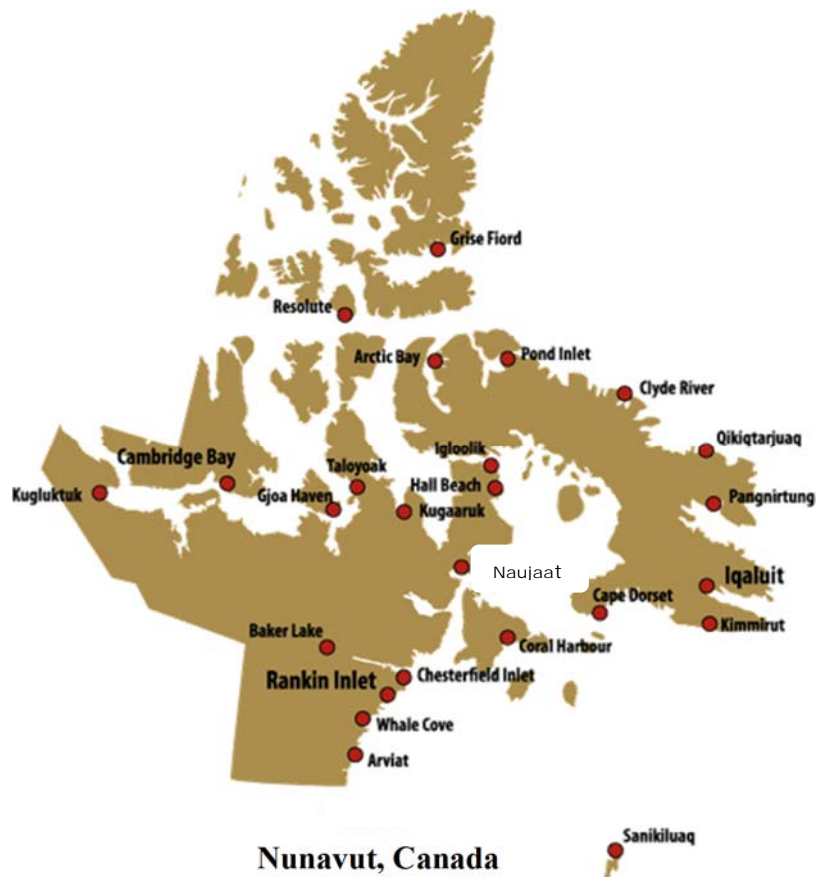 Grise Fiord
Resolute
Arctic Bay
Pond Inlet
Clyde River
Qikiqtarjuaq
Igloolik
Cambridge Bay
Taloyoak
Hall Beach
Kugluktuk
Gjoa Haven
Kugaaruk
Pangnirtung
Naujaat
Iqaluit
Cape Dorset
Kimmirut
Baker Lake
Coral Harbour
Rankin Inlet
Chesterfield Inlet
Whale Cove
Arviat
Sanikiluaq
Nunavut, Canada